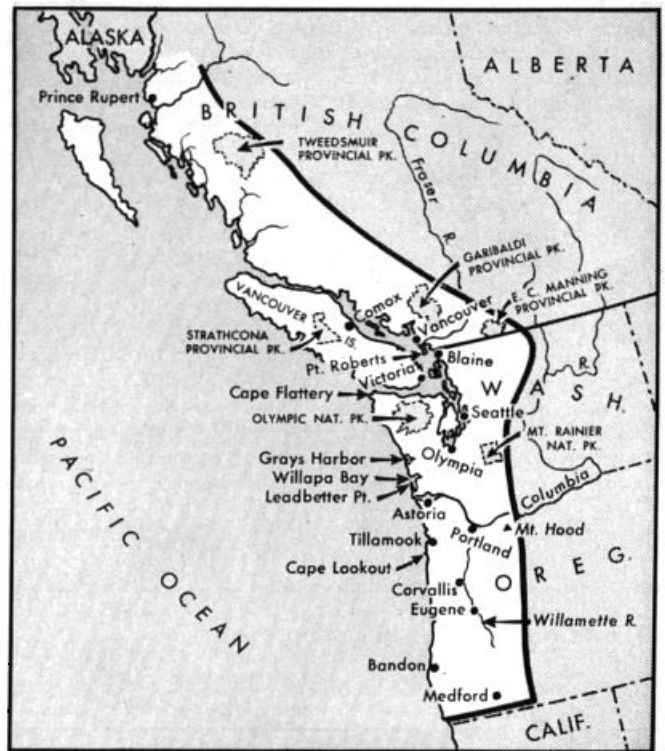 ALASKA
ALBERTA
Prince Rupert
BRITISH
COLUMBIA
TWEEDSMUIR
PROVINCIAL PK.
Fraser R.
GARIBALDI
PROVINCIAL PK.
E. C. MANNING
PROVINCIAL PK.
VANCOUVER IS.
Comox
Vancouver
STRATHCONA
PROVINCIAL PK.
Pt. Roberts
Blaine
Victoria
R.
Cape Flattery
WASH.
OLYMPIC NAT. PK.
Seattle
MT. RAINIER
NAT. PK.
Grays Harbor
Olympia
Willapa Bay
Leadbetter Pt.
Columbia
Astoria
Portland
Mt. Hood
Tillamook
OREG.
Cape Lookout
Corvallis
Eugene
Willamette R.
PACIFIC OCEAN
Bandon
Medford
CALIF.